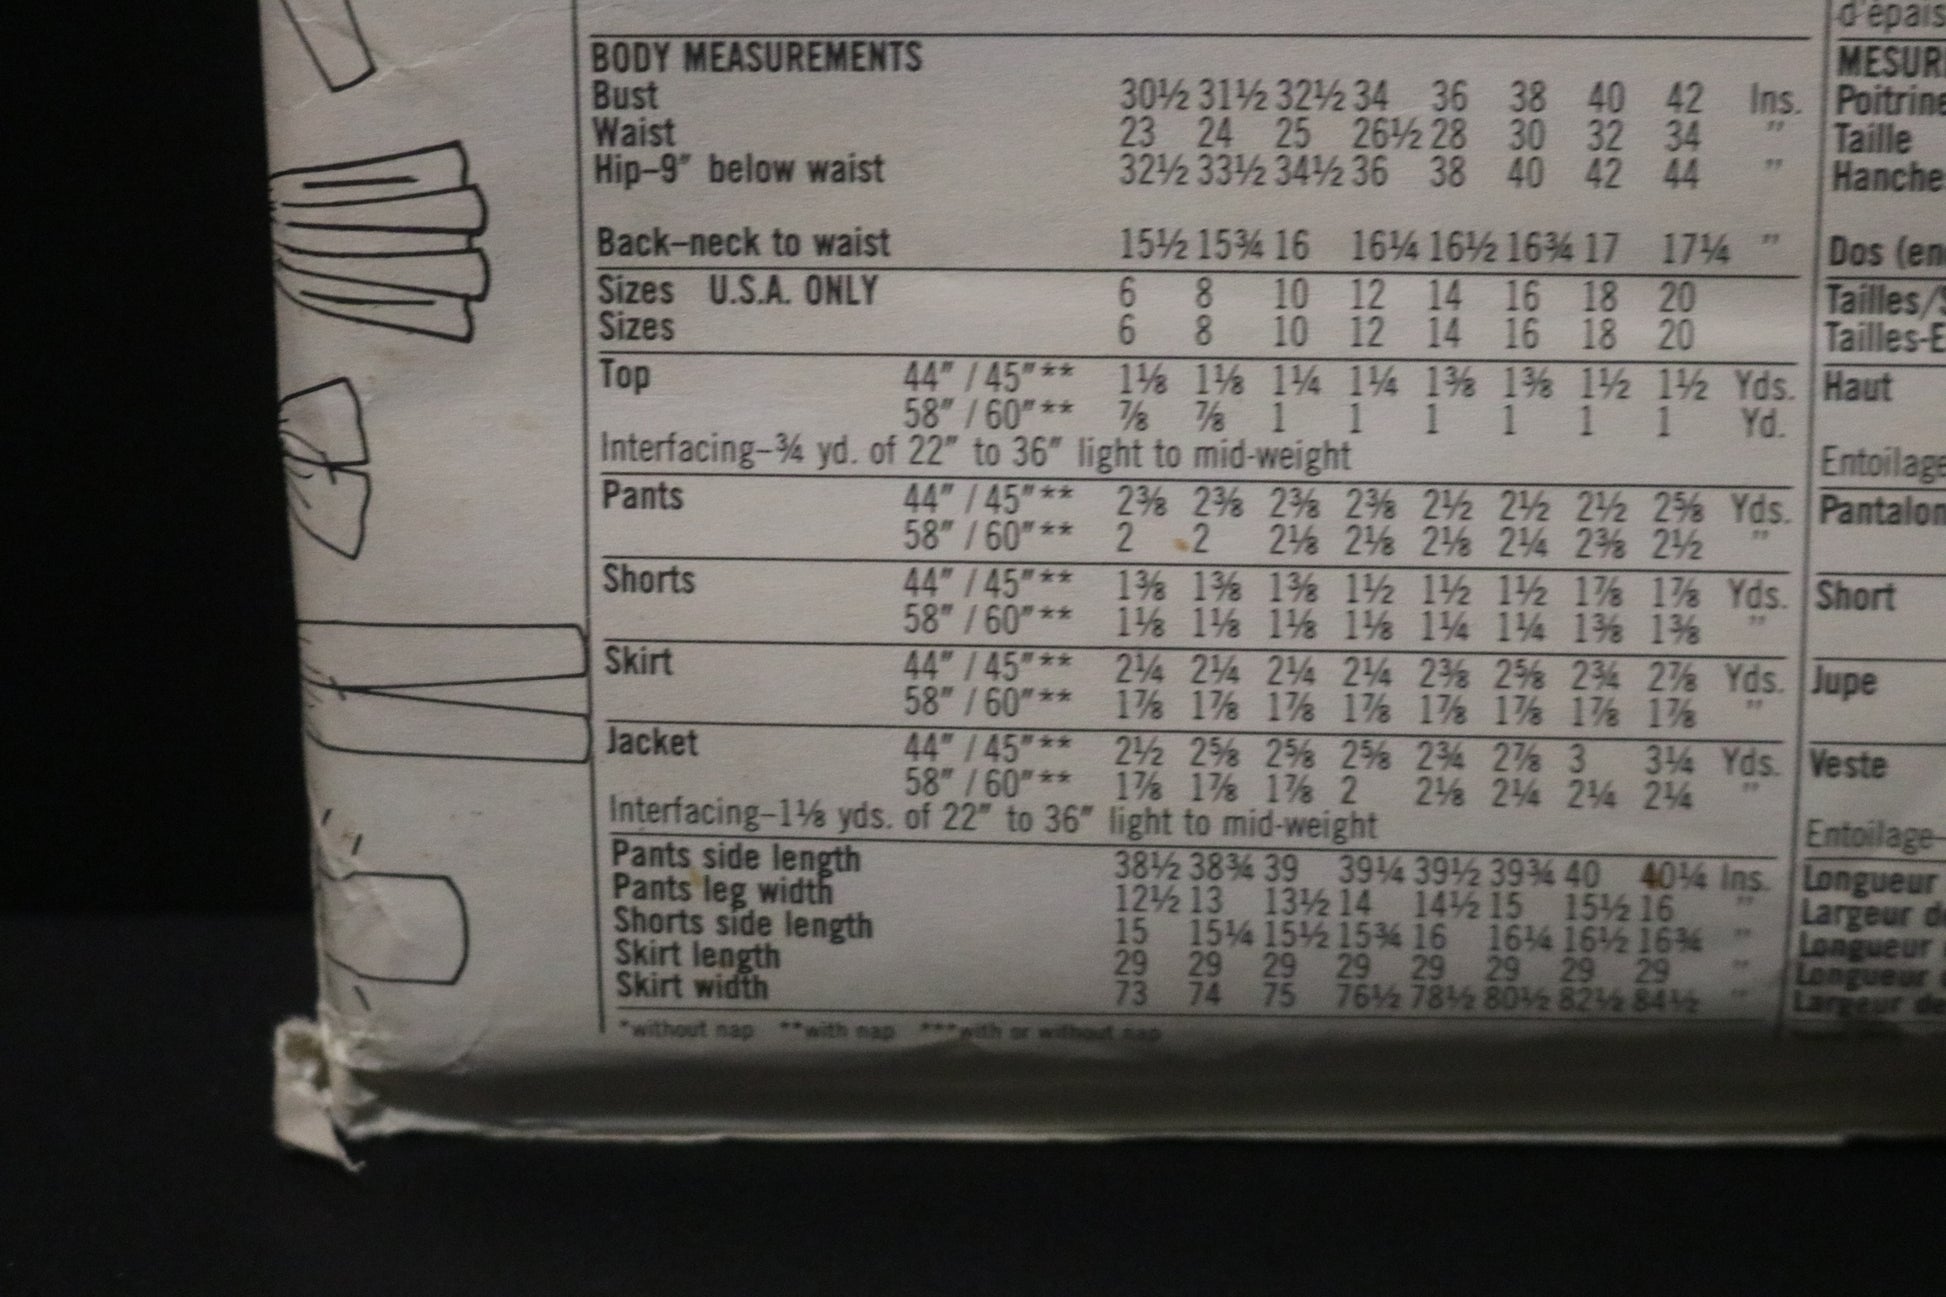 d'épais
BODY MEASUREMENTS
Bust 30½ 31½ 32½ 34 36 38 40 42 Ins.
Waist 23 24 25 26½ 28 30 32 34 "
Hip–9" below waist 32½ 33½ 34½ 36 38 40 42 44 "
Back–neck to waist 15½ 15¾ 16 16¼ 16½ 16¾ 17 17¼ "
Sizes U.S.A. ONLY 6 8 10 12 14 16 18 20
Sizes 6 8 10 12 14 16 18 20
Top 44" / 45"** 1⅛ 1⅛ 1¼ 1¼ 1⅜ 1⅜ 1½ 1½ Yds.
58" / 60"** ⅞ ⅞ 1 1 1 1 1 1 Yd.
Interfacing–¾ yd. of 22" to 36" light to mid-weight
Pants 44" / 45"** 2⅜ 2⅜ 2⅜ 2⅜ 2½ 2½ 2½ 2⅝ Yds.
58" / 60"** 2 2 2⅛ 2⅛ 2⅛ 2¼ 2⅜ 2½ "
Shorts 44" / 45"** 1⅜ 1⅜ 1⅜ 1½ 1½ 1½ 1⅞ 1⅞ Yds.
58" / 60"** 1⅛ 1⅛ 1⅛ 1⅛ 1¼ 1¼ 1⅜ 1⅜ "
Skirt 44" / 45"** 2¼ 2¼ 2¼ 2¼ 2⅜ 2⅝ 2¾ 2⅞ Yds.
58" / 60"** 1⅞ 1⅞ 1⅞ 1⅞ 1⅞ 1⅞ 1⅞ 1⅞ "
Jacket 44" / 45"** 2½ 2⅝ 2⅝ 2⅝ 2¾ 2⅞ 3 3¼ Yds.
58" / 60"** 1⅞ 1⅞ 1⅞ 2 2⅛ 2¼ 2¼ 2¼ "
Interfacing–1⅛ yds. of 22" to 36" light to mid-weight
Pants side length 38½ 38¾ 39 39¼ 39½ 39¾ 40 40¼ Ins.
Pants leg width 12½ 13 13½ 14 14½ 15 15½ 16 "
Shorts side length 15 15¼ 15½ 15¾ 16 16¼ 16½ 16¾ "
Skirt length 29 29 29 29 29 29 29 29 "
Skirt width 73 74 75 76½ 78½ 80½ 82½ 84½ "
*without nap **with nap ***with or without nap
MESUR
Poitrine
Taille
Hanche
Dos (en
Tailles/
Tailles-E
Haut
Entoilage
Pantalon
Short
Jupe
Veste
Entoilage-
Longueur
Largeur d
Longueur
Longueur
Largeur de